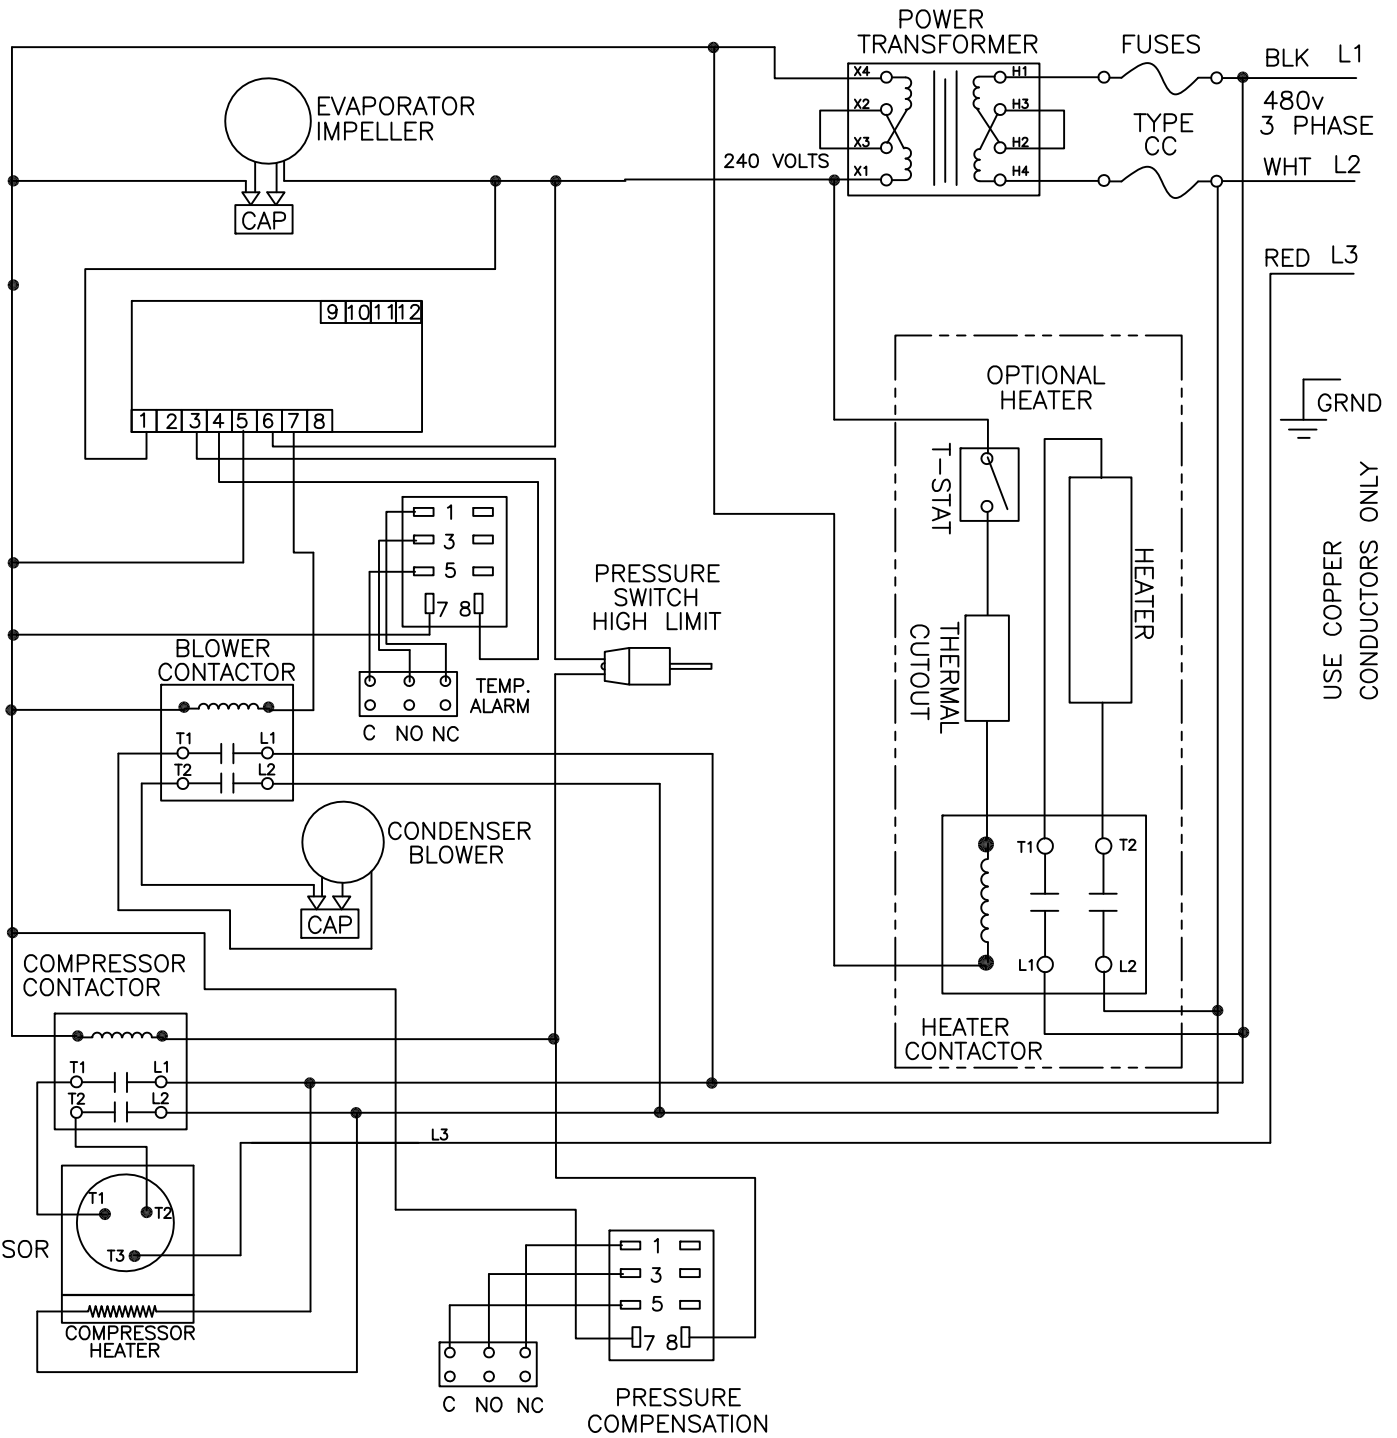 POWER
TRANSFORMER
FUSES
BLK L1
480v
3 PHASE
X4 H1
X2 H3
X3 H2
X1 H4
TYPE
CC
WHT L2
240 VOLTS
EVAPORATOR
IMPELLER
CAP
RED L3
9 10 11 12
1 2 3 4 5 6 7 8
OPTIONAL
HEATER
GRND
T-STAT
HEATER
THERMAL
CUTOUT
USE COPPER
CONDUCTORS ONLY
1
3
5
7 8
PRESSURE
SWITCH
HIGH LIMIT
BLOWER
CONTACTOR
TEMP.
ALARM
C NO NC
T1 L1
T2 L2
CONDENSER
BLOWER
CAP
T1 T2
L1 L2
HEATER
CONTACTOR
COMPRESSOR
CONTACTOR
T1 L1
T2 L2
L3
T1
T2
T3
SOR
COMPRESSOR
HEATER
1
3
5
7 8
C NO NC
PRESSURE
COMPENSATION